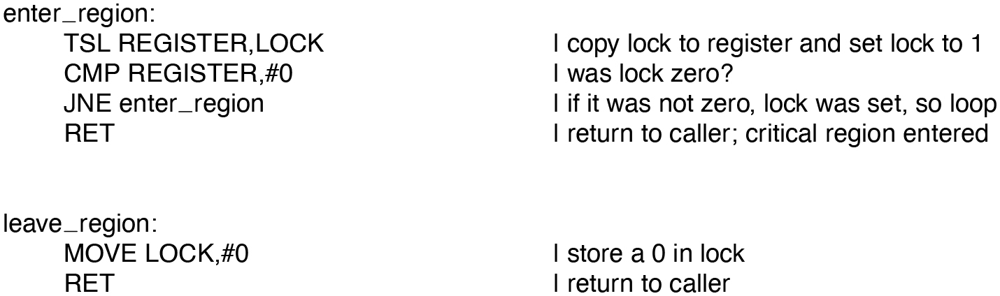 enter_region:
TSL REGISTER,LOCK | copy lock to register and set lock to 1
CMP REGISTER,#0 | was lock zero?
JNE enter_region | if it was not zero, lock was set, so loop
RET | return to caller; critical region entered
leave_region:
MOVE LOCK,#0 | store a 0 in lock
RET | return to caller